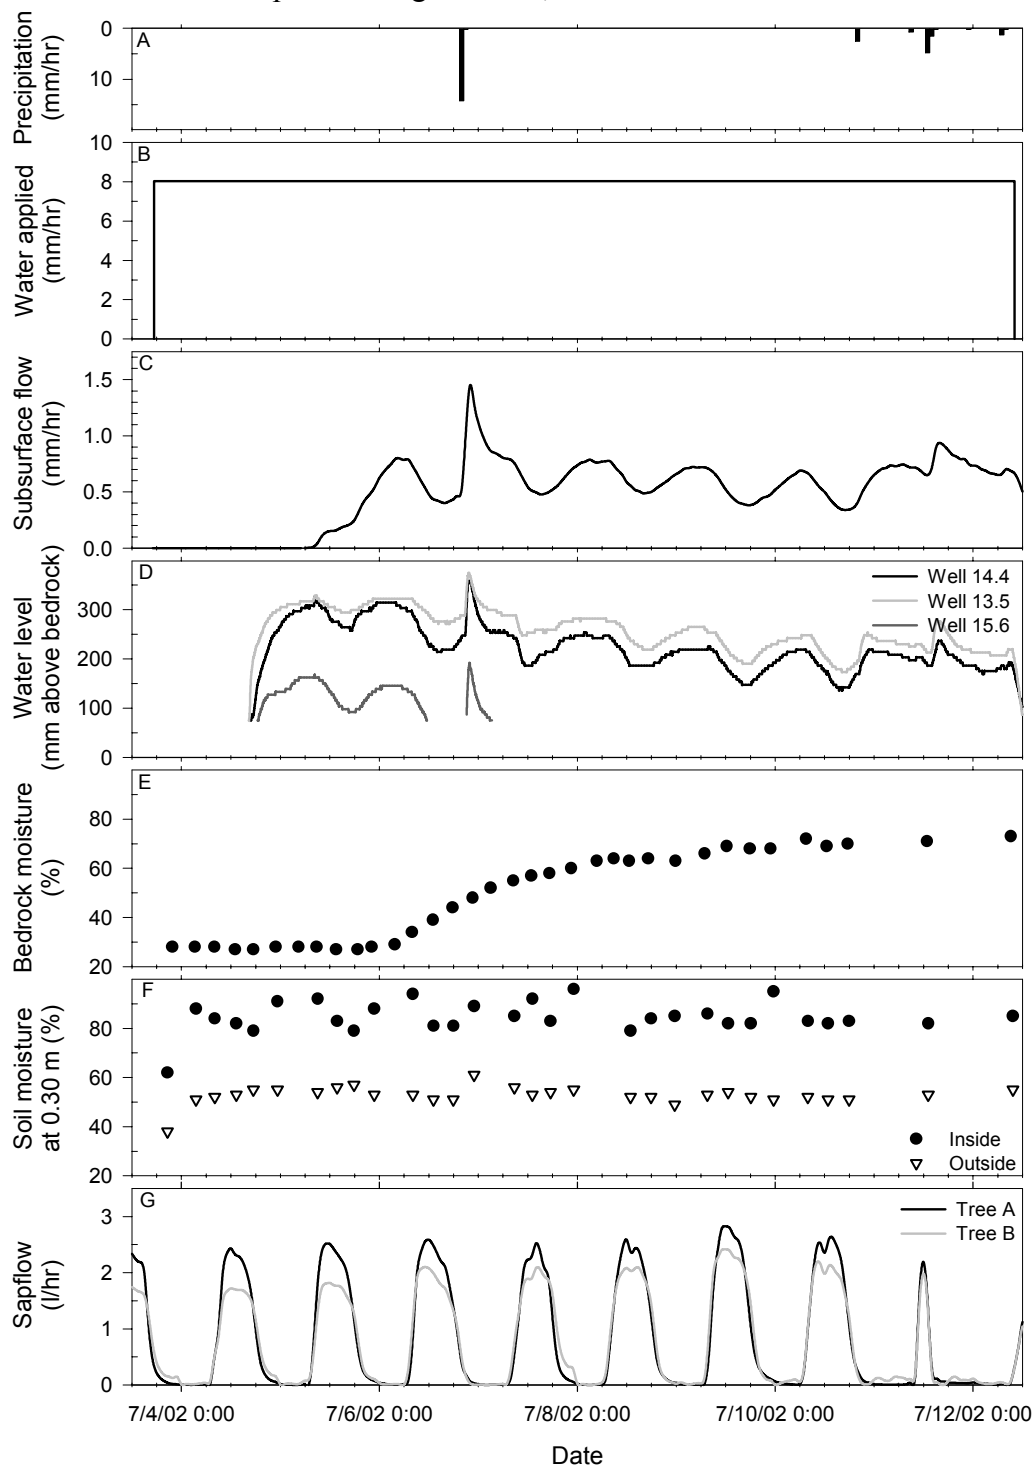 A
Precipitation
(mm/hr)
0
10
B
Water applied
(mm/hr)
10
8
6
4
2
0
C
Subsurface flow
(mm/hr)
1.5
1.0
0.5
0.0
D
Water level
(mm above bedrock)
300
200
100
0
Well 14.4
Well 13.5
Well 15.6
E
Bedrock moisture
(%)
80
60
40
20
F
Soil moisture
at 0.30 m (%)
80
60
40
20
Inside
Outside
G
Sapflow
(l/hr)
3
2
1
0
Tree A
Tree B
7/4/02 0:00 7/6/02 0:00 7/8/02 0:00 7/10/02 0:00 7/12/02 0:00
Date